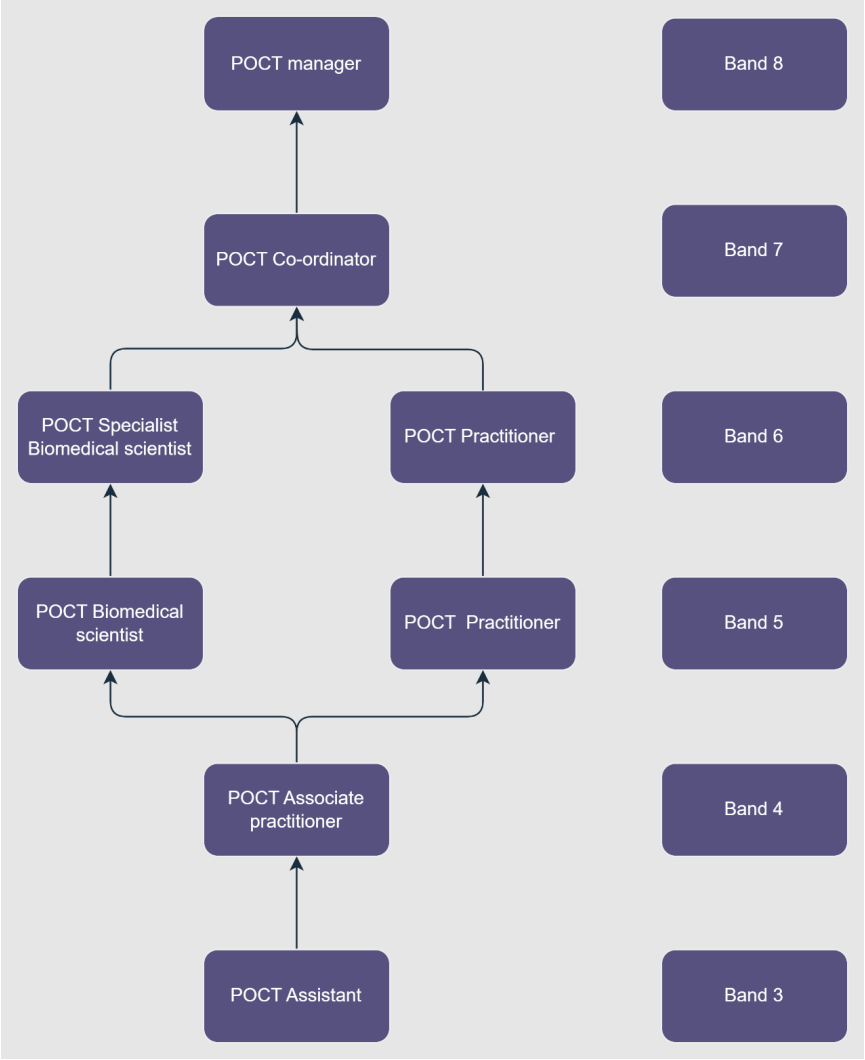 POCT manager
Band 8
POCT Co-ordinator
Band 7
POCT Specialist
Biomedical scientist
POCT Practitioner
Band 6
POCT Biomedical
scientist
POCT  Practitioner
Band 5
POCT Associate
practitioner
Band 4
POCT Assistant
Band 3